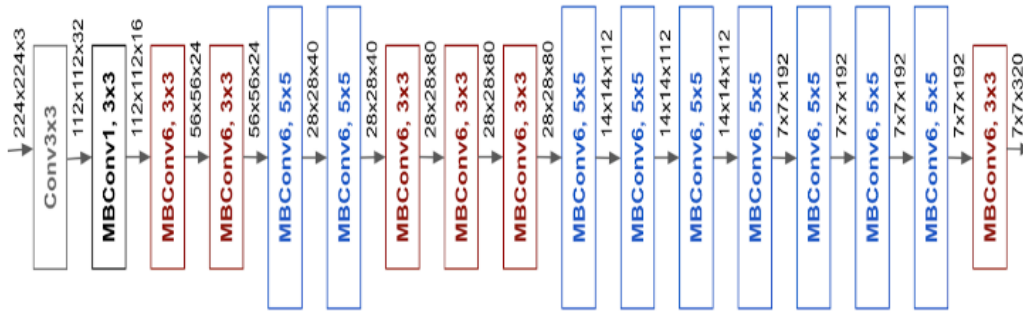 224x224x3
Conv3x3
112x112x32
MBConv1, 3x3
112x112x16
MBConv6, 3x3
56x56x24
MBConv6, 3x3
56x56x24
MBConv6, 5x5
28x28x40
MBConv6, 5x5
28x28x40
MBConv6, 3x3
28x28x80
MBConv6, 3x3
28x28x80
MBConv6, 3x3
28x28x80
MBConv6, 5x5
14x14x112
MBConv6, 5x5
14x14x112
MBConv6, 5x5
14x14x112
MBConv6, 5x5
7x7x192
MBConv6, 5x5
7x7x192
MBConv6, 5x5
7x7x192
MBConv6, 5x5
7x7x192
MBConv6, 3x3
7x7x320